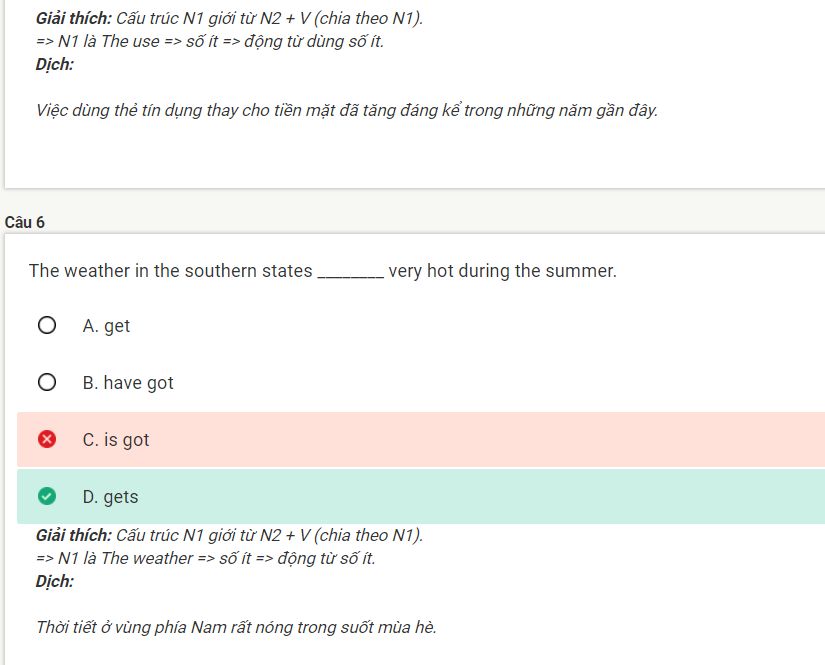 Giải thích: Cấu trúc N1 giới từ N2 + V (chia theo N1).
=> N1 là The use => số ít => động từ dùng số ít.
Dịch:
Việc dùng thẻ tín dụng thay cho tiền mặt đã tăng đáng kể trong những năm gần đây.
Câu 6
The weather in the southern states ________ very hot during the summer.
A. get
B. have got
C. is got
D. gets
Giải thích: Cấu trúc N1 giới từ N2 + V (chia theo N1).
=> N1 là The weather => số ít => động từ số ít.
Dịch:
Thời tiết ở vùng phía Nam rất nóng trong suốt mùa hè.